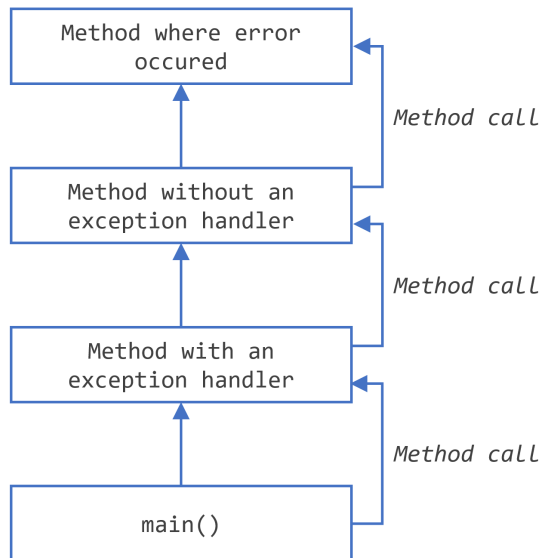 Method where error
occured
Method call
Method without an
exception handler
Method call
Method with an
exception handler
Method call
main()